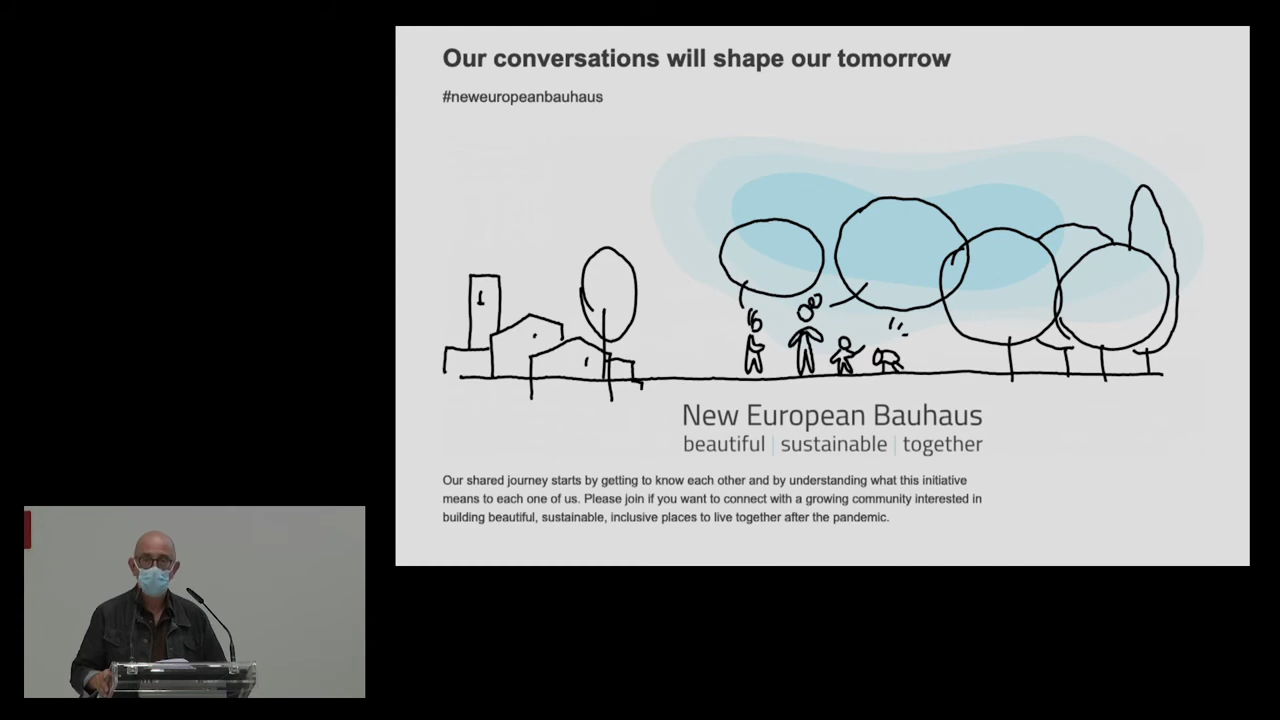 Our conversations will shape our tomorrow
#neweuropeanbauhaus
New European Bauhaus
beautiful | sustainable | together
Our shared journey starts by getting to know each other and by understanding what this initiative
means to each one of us. Please join if you want to connect with a growing community interested in
building beautiful, sustainable, inclusive places to live together after the pandemic.